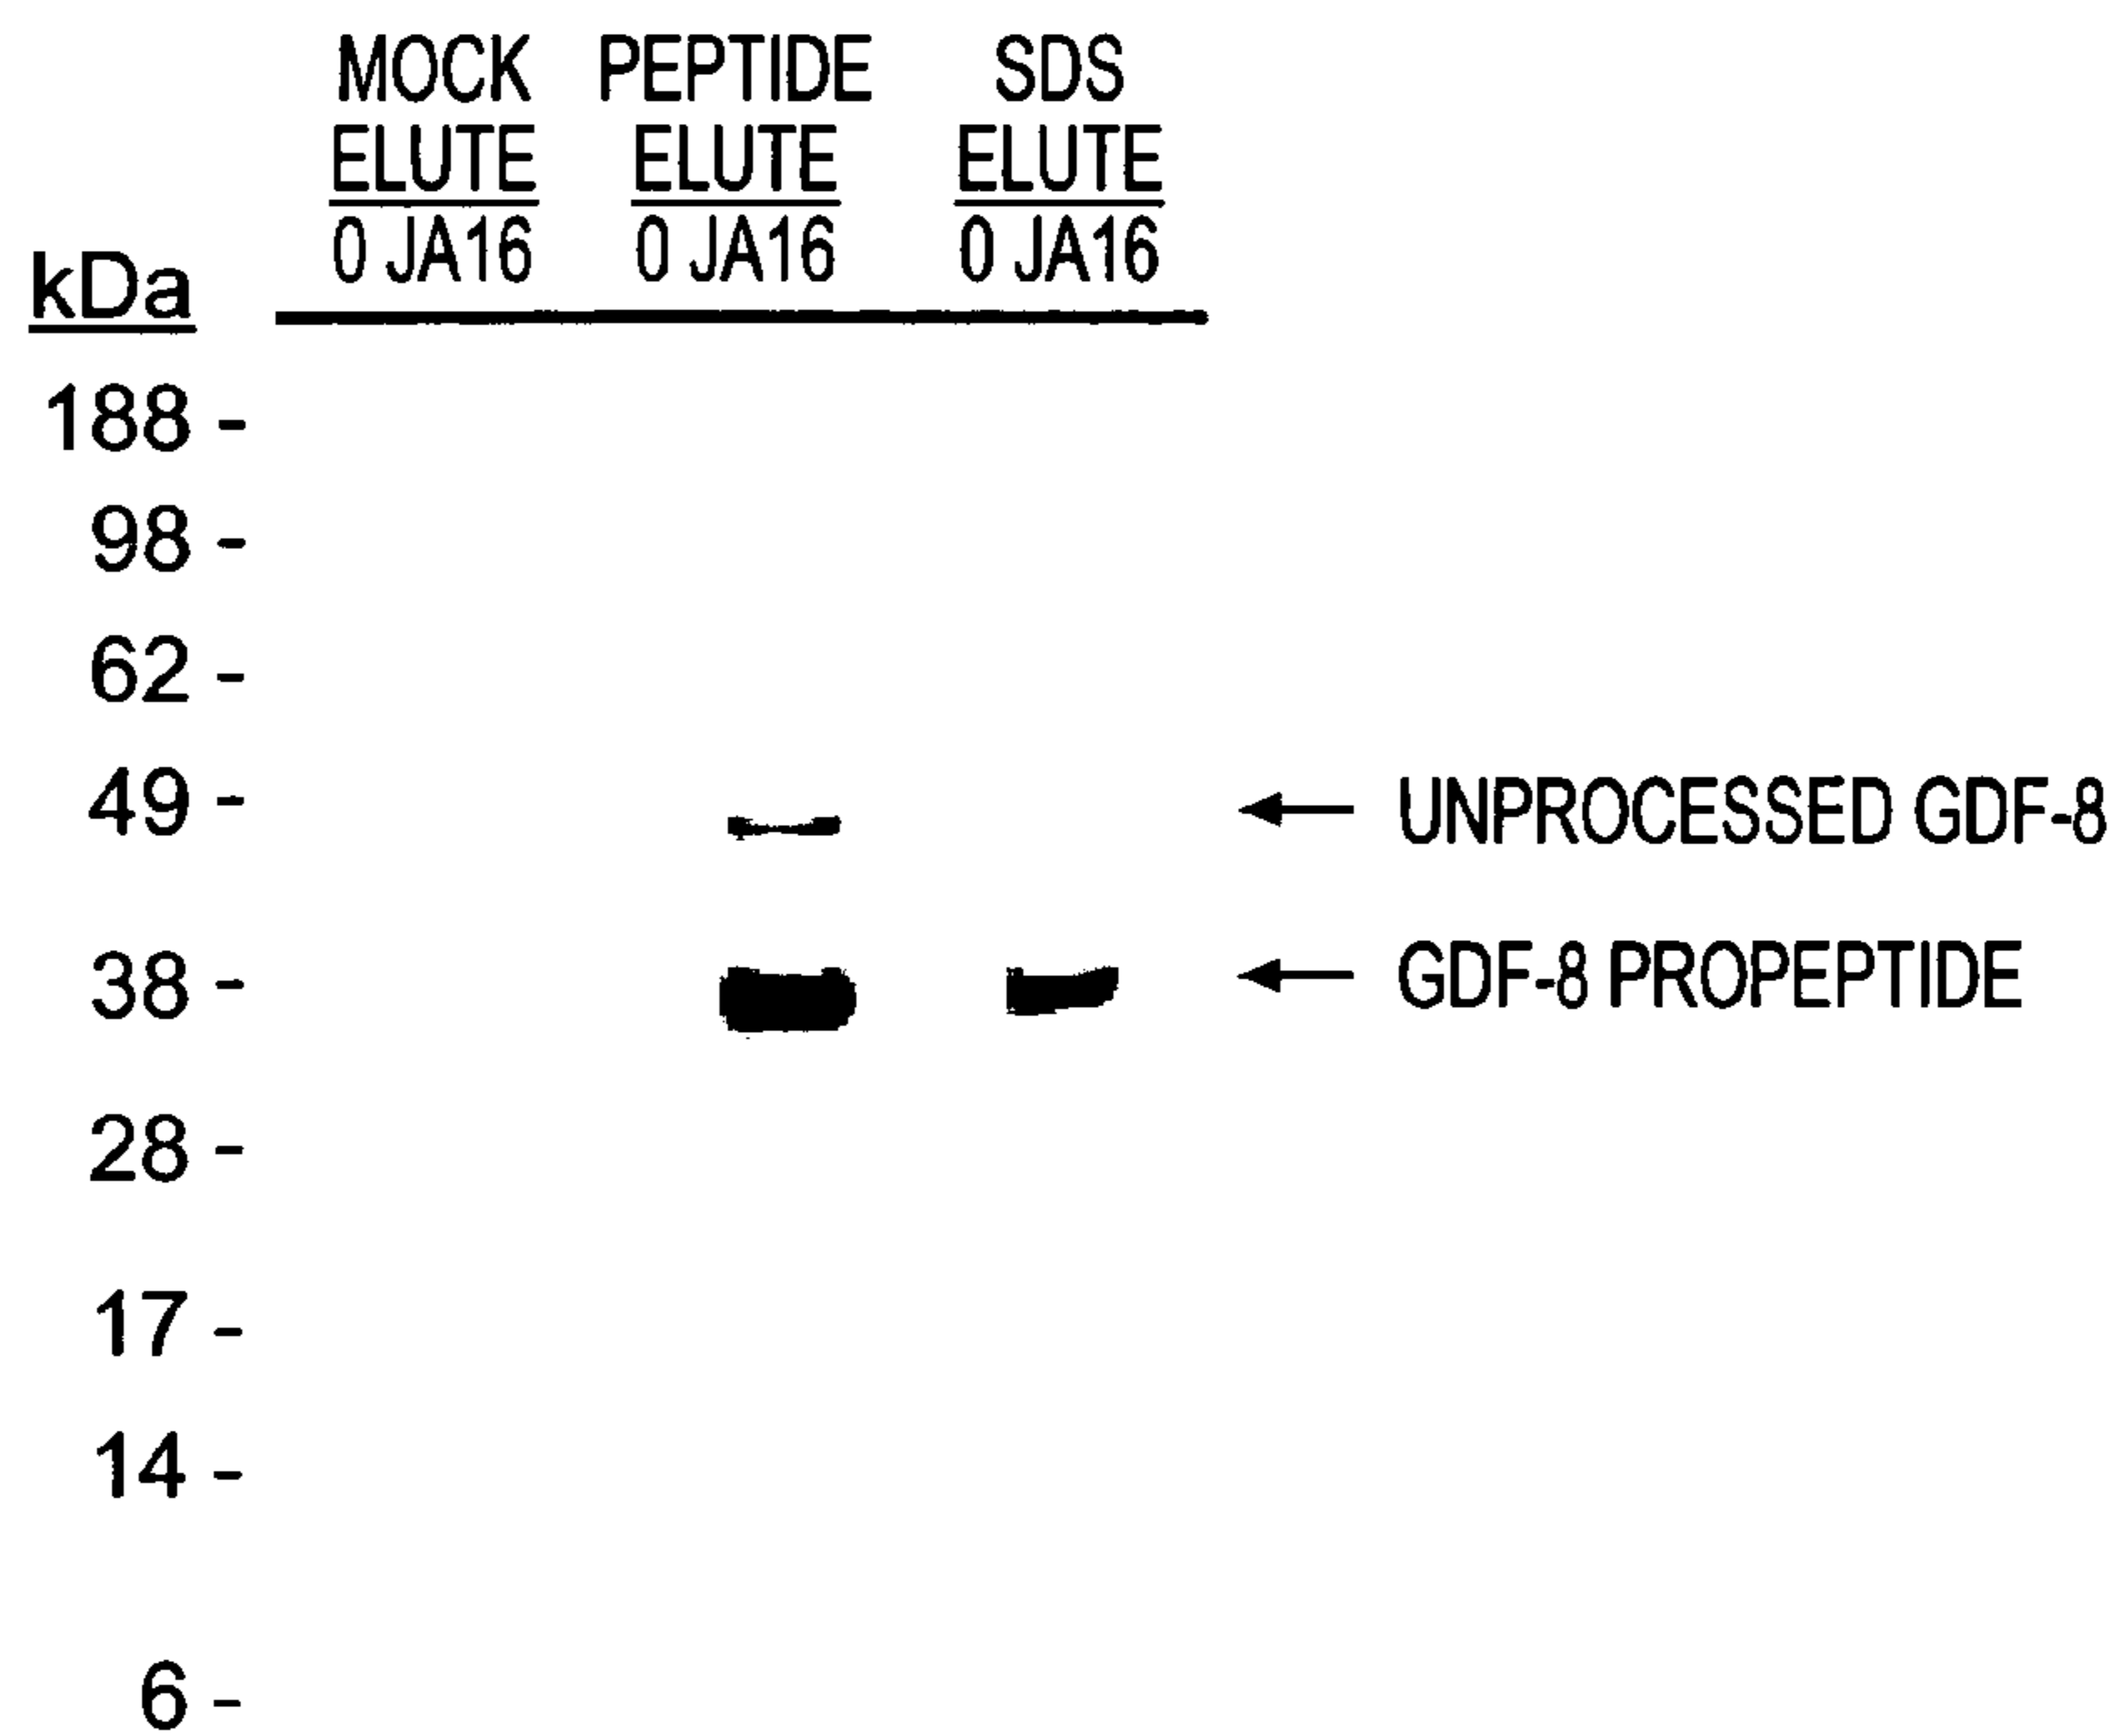 MOCK PEPTIDE SDS
ELUTE ELUTE ELUTE
0 JA16 0 JA16 0 JA16
kDa
188 -
98 -
62 -
49 - UNPROCESSED GDF-8
38 - GDF-8 PROPEPTIDE
28 -
17 -
14 -
6 -